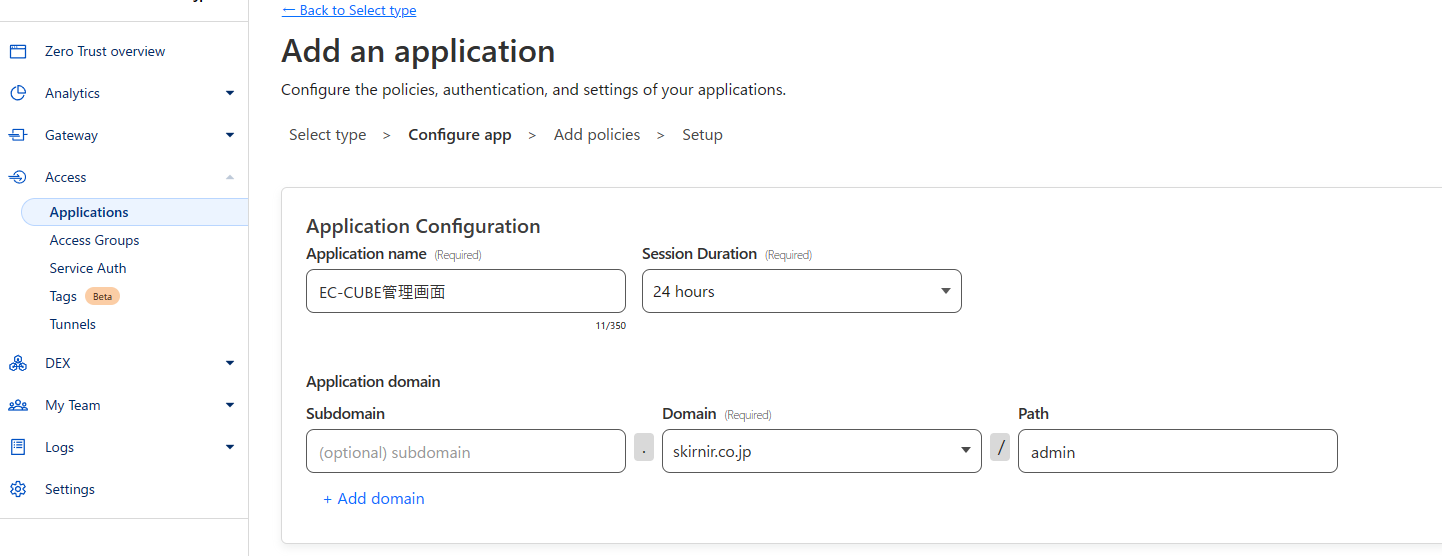 ← Back to Select type
Zero Trust overview
Analytics
Gateway
Access
Applications
Access Groups
Service Auth
Tags Beta
Tunnels
DEX
My Team
Logs
Settings
Add an application
Configure the policies, authentication, and settings of your applications.
Select type > Configure app > Add policies > Setup
Application Configuration
Application name (Required)
EC-CUBE管理画面
11/350
Session Duration (Required)
24 hours
Application domain
Subdomain
(optional) subdomain
.
Domain (Required)
skirnir.co.jp
/
Path
admin
+ Add domain